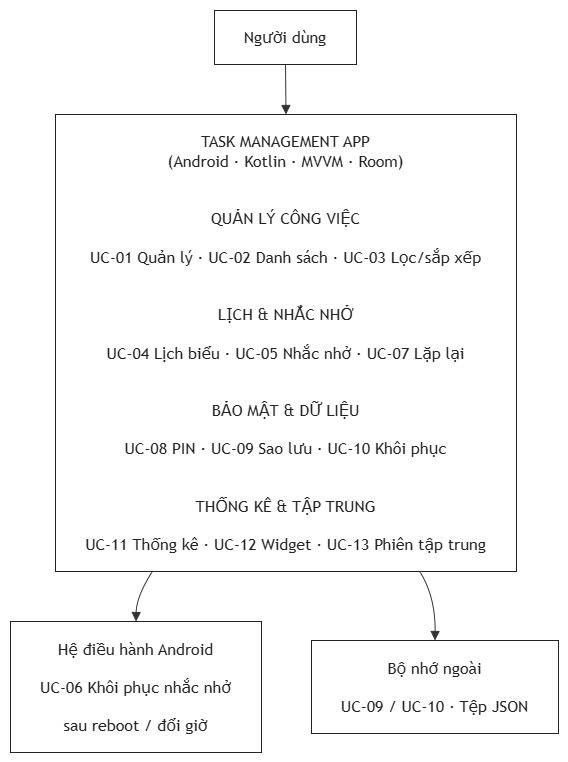 Người dùng
TASK MANAGEMENT APP
(Android · Kotlin · MVVM · Room)
QUẢN LÝ CÔNG VIỆC
UC-01 Quản lý · UC-02 Danh sách · UC-03 Lọc/sắp xếp
LỊCH & NHẮC NHỞ
UC-04 Lịch biểu · UC-05 Nhắc nhở · UC-07 Lặp lại
BẢO MẬT & DỮ LIỆU
UC-08 PIN · UC-09 Sao lưu · UC-10 Khôi phục
THỐNG KÊ & TẬP TRUNG
UC-11 Thống kê · UC-12 Widget · UC-13 Phiên tập trung
Hệ điều hành Android
UC-06 Khôi phục nhắc nhở
sau reboot / đổi giờ
Bộ nhớ ngoài
UC-09 / UC-10 · Tệp JSON